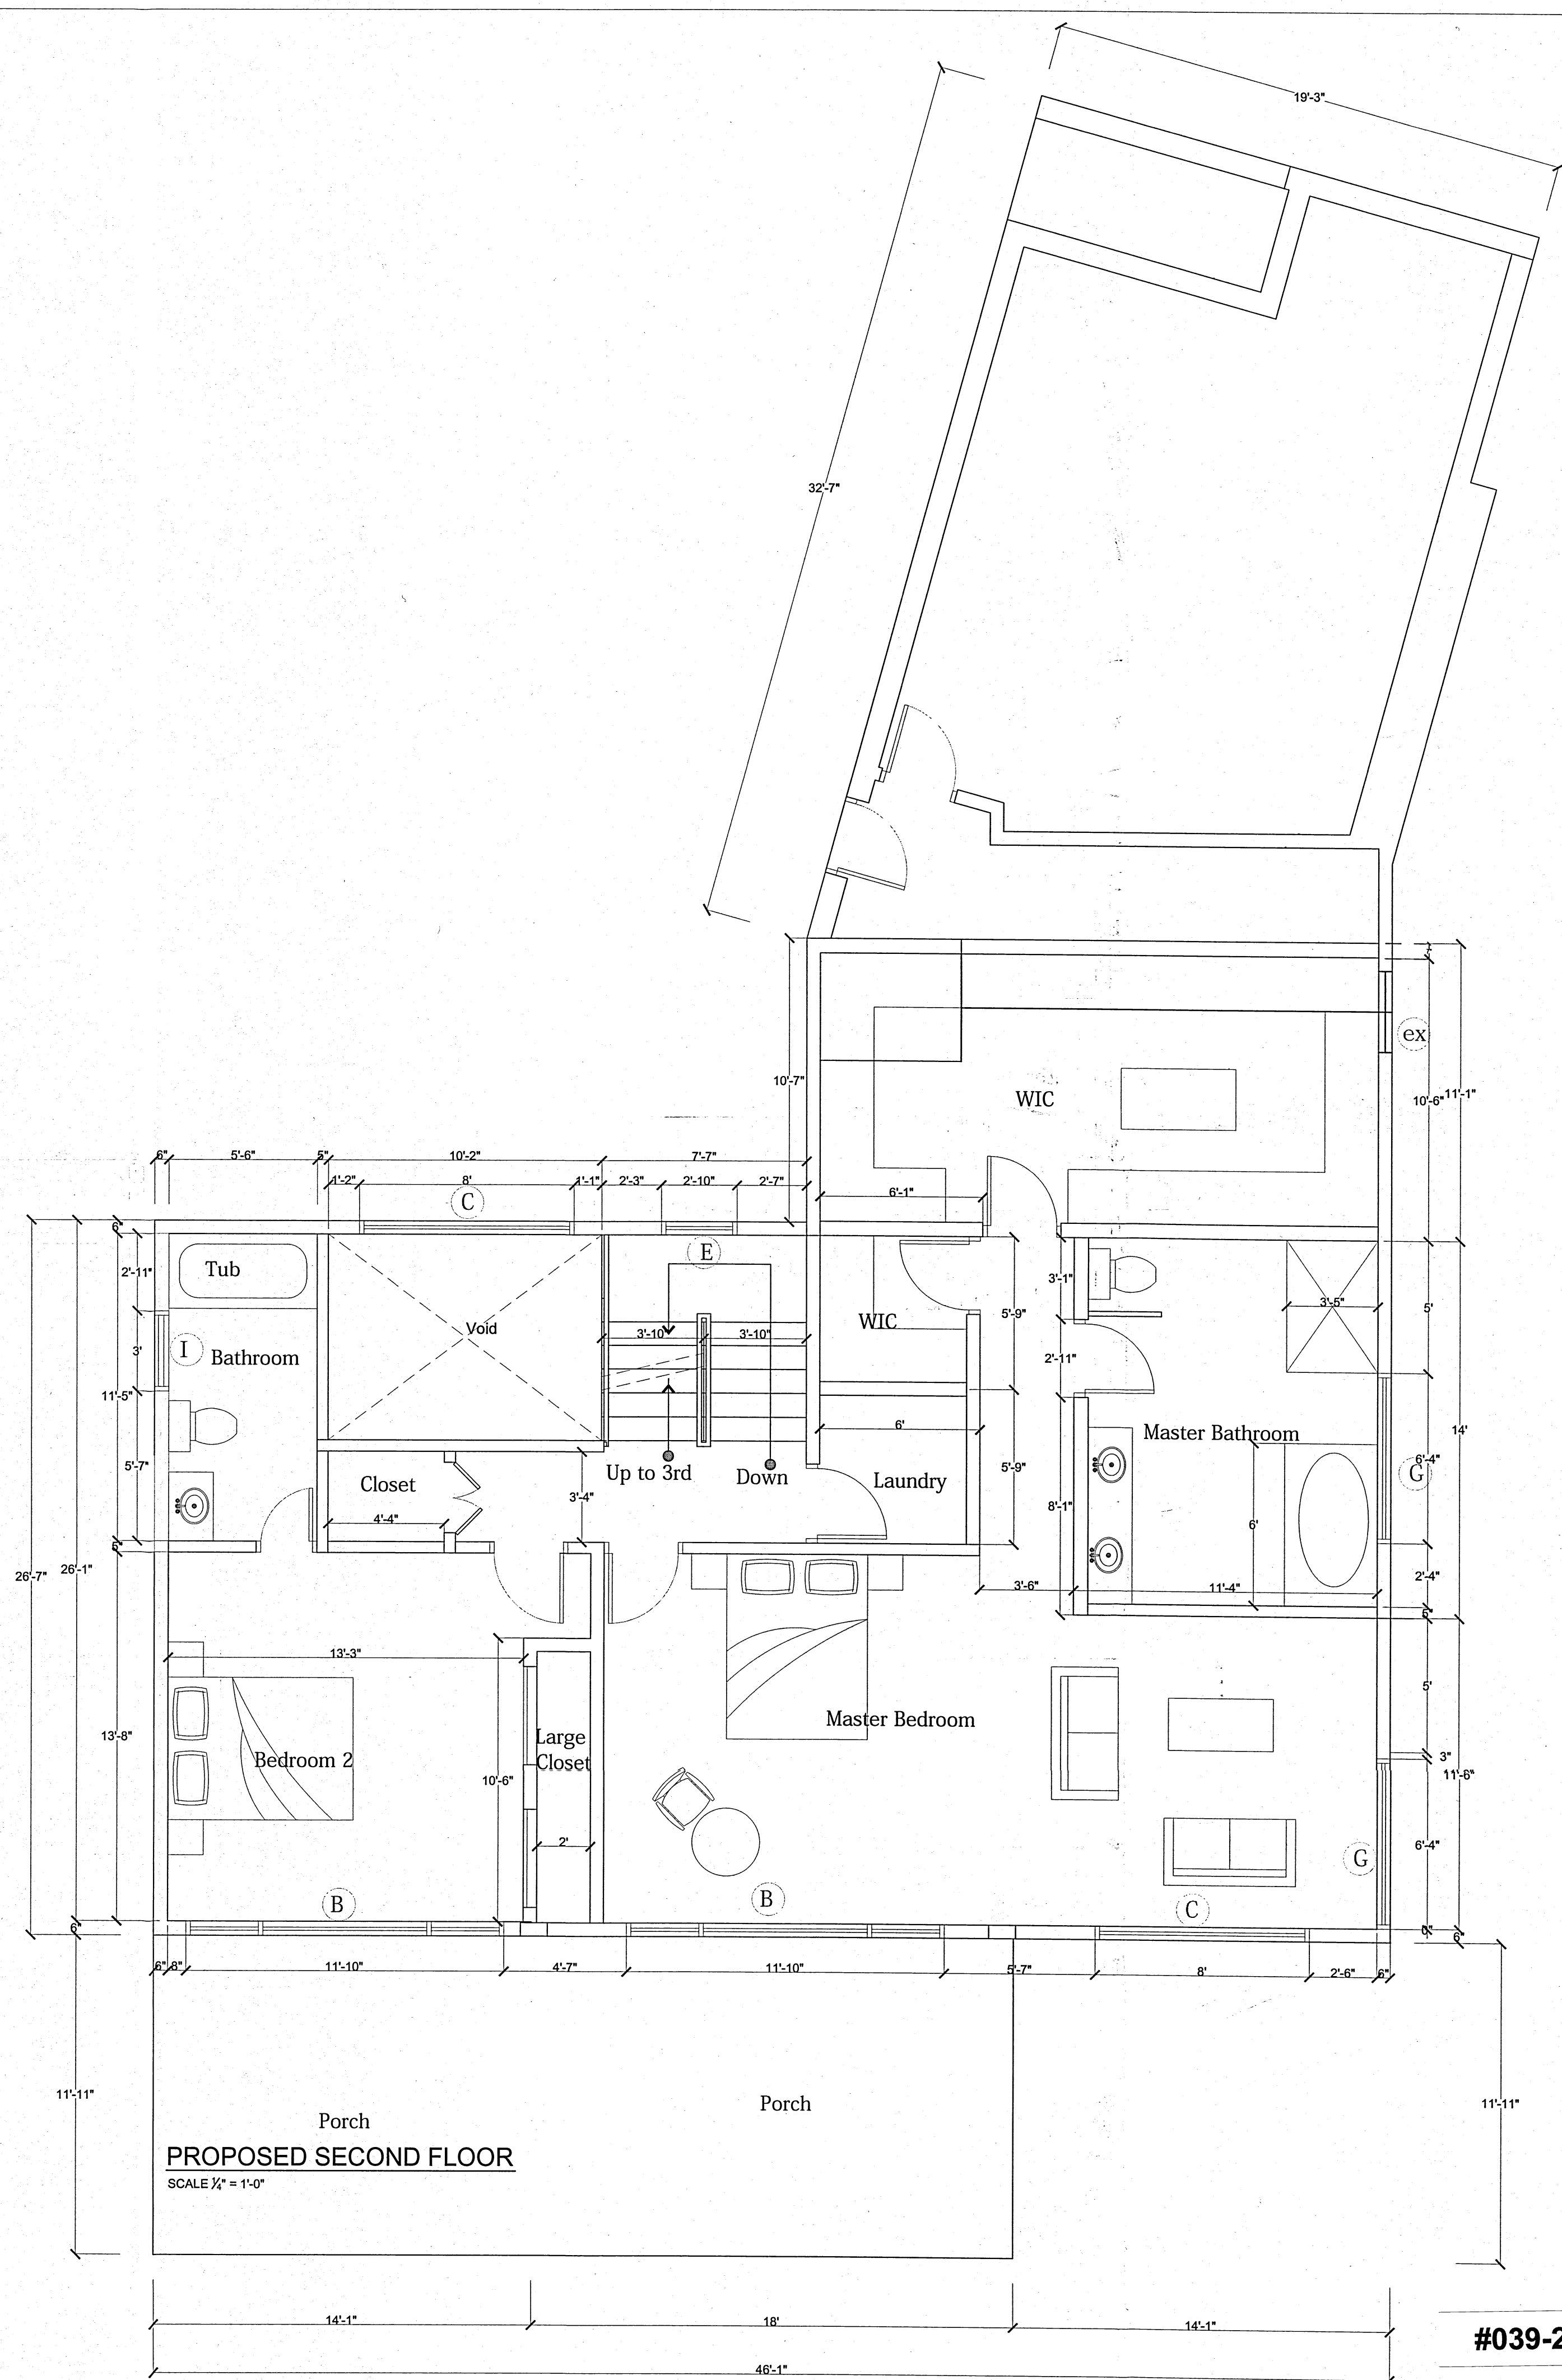 19'-3"
32'-7"
1"
ex
10'-7"
WIC
10'-6"
11'-1"
6"
5'-6"
5"
10'-2"
7'-7"
1'-2"
8'
1'-1"
2'-3"
2'-10"
2'-7"
C
6'-1"
6"
E
Tub
2'-11"
3'-1"
3'-5"
5'
5'-9"
WIC
Void
3'-10"
3'-10"
I
Bathroom
3'
2'-11"
11'-5"
6'
Master Bathroom
14'
6'-4"
G
5'-7"
Closet
Up to 3rd
Down
Laundry
5'-9"
3'-4"
8'-1"
4'-4"
6'
5"
26'-7"
26'-1"
3'-6"
11'-4"
2'-4"
5"
13'-3"
5'
Master Bedroom
13'-8"
Large
Closet
Bedroom 2
3"
10'-6"
11'-6"
2'
6'-4"
G
B
B
C
6"
6"
6"
6"
8"
11'-10"
4'-7"
11'-10"
5'-7"
8'
2'-6"
6"
11'-11"
Porch
Porch
11'-11"
PROPOSED SECOND FLOOR
SCALE ¼" = 1'-0"
14'-1"
18'
14'-1"
#039-2
46'-1"